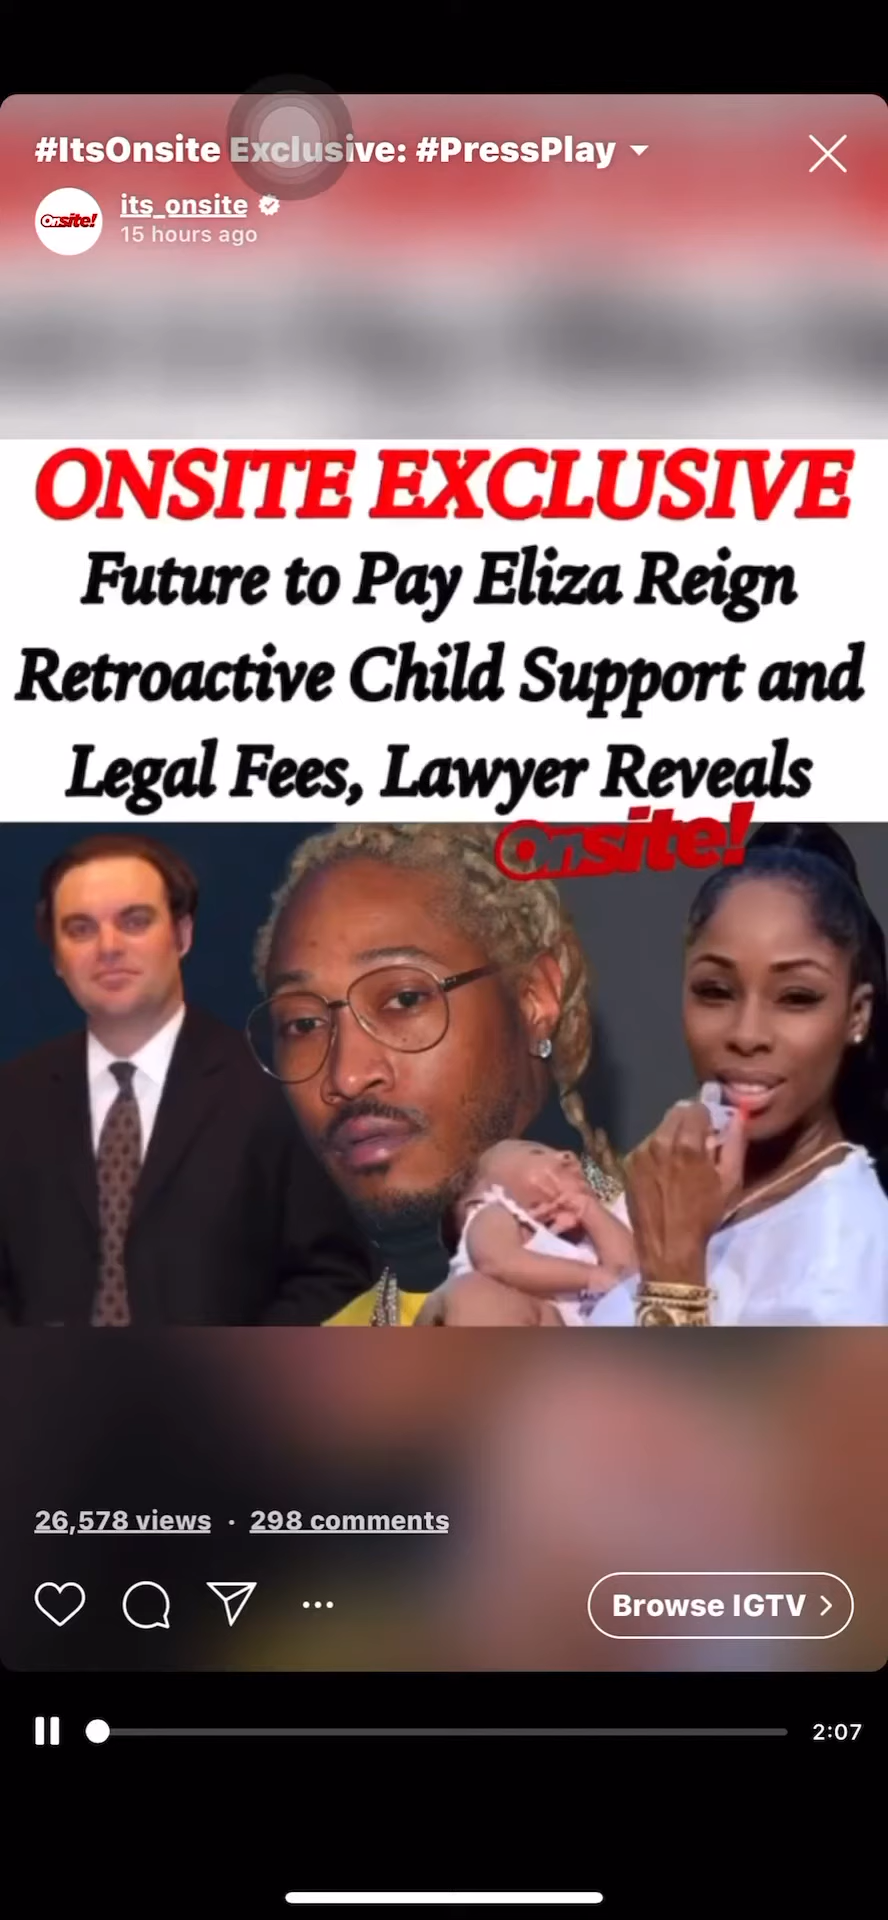 #ItsOnsite Exclusive: #PressPlay
Onsite!
its_onsite
15 hours ago
ONSITE EXCLUSIVE
Future to Pay Eliza Reign
Retroactive Child Support and
Legal Fees, Lawyer Reveals
Onsite!
26,578 views · 298 comments
Browse IGTV
2:07